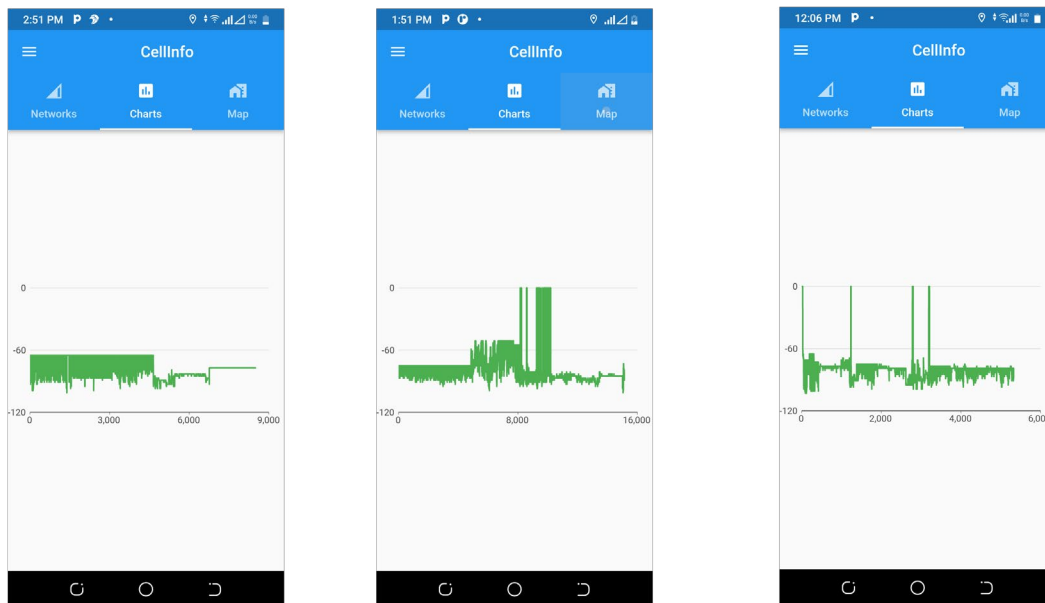 2:51 PM P
CellInfo
Networks Charts Map
0
-60
-120
0 3,000 6,000 9,000
1:51 PM P
CellInfo
Networks Charts Map
0
-60
-120
0 8,000 16,000
12:06 PM P
CellInfo
Networks Charts Map
0
-60
-120
0 2,000 4,000 6,00